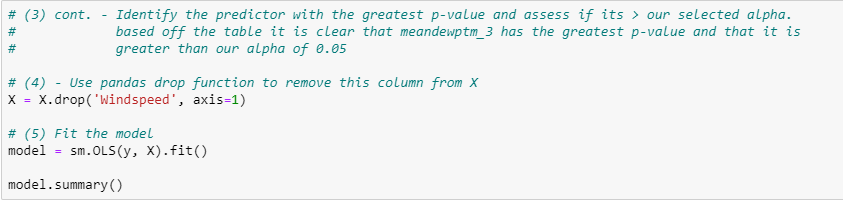 # (3) cont. - Identify the predictor with the greatest p-value and assess if its > our selected alpha.
#             based off the table it is clear that meandewptm_3 has the greatest p-value and that it is
#             greater than our alpha of 0.05
# (4) - Use pandas drop function to remove this column from X
X = X.drop('Windspeed', axis=1)
# (5) Fit the model
model = sm.OLS(y, X).fit()
model.summary()